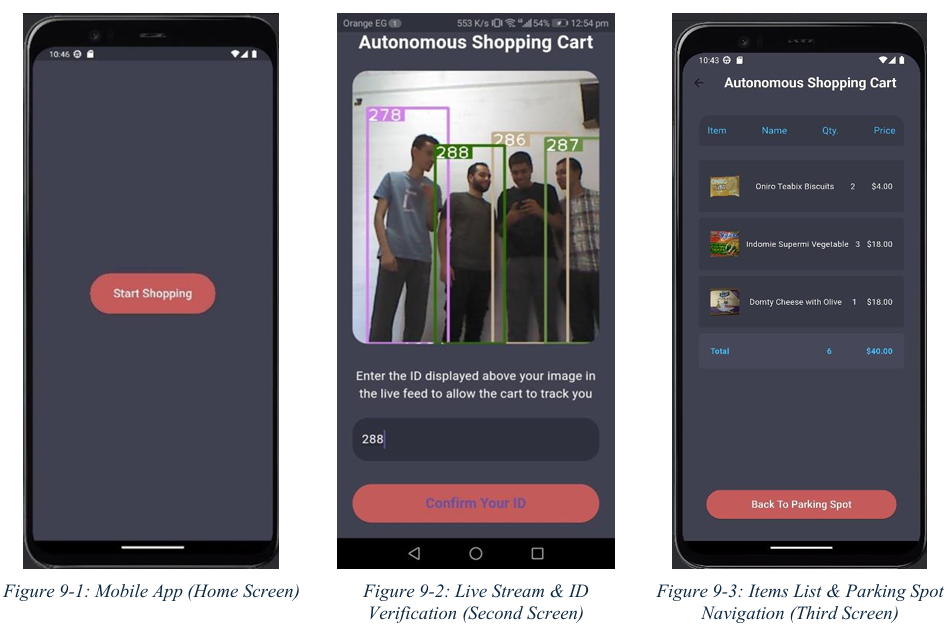 10:46
Start Shopping
Figure 9-1: Mobile App (Home Screen)
Orange EG 1 553 K/s 54% 12:54 pm
Autonomous Shopping Cart
278
288
286
287
Enter the ID displayed above your image in
the live feed to allow the cart to track you
288
Confirm Your ID
Figure 9-2: Live Stream & ID
Verification (Second Screen)
10:43
Autonomous Shopping Cart
Item Name Qty. Price
Oniro Teabix Biscuits 2 $4.00
Indomie Supermi Vegetable 3 $18.00
Domty Cheese with Olive 1 $18.00
Total 6 $40.00
Back To Parking Spot
Figure 9-3: Items List & Parking Spot
Navigation (Third Screen)